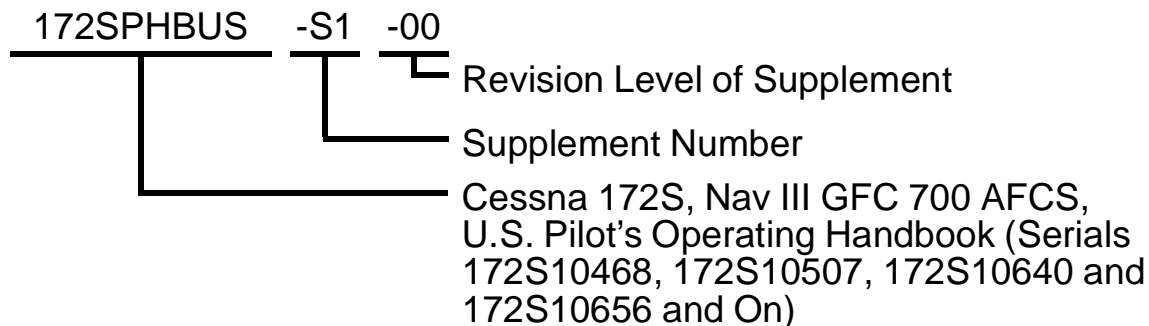 172SPHBUS -S1 -00
Revision Level of Supplement
Supplement Number
Cessna 172S, Nav III GFC 700 AFCS,
U.S. Pilot's Operating Handbook (Serials
172S10468, 172S10507, 172S10640 and
172S10656 and On)